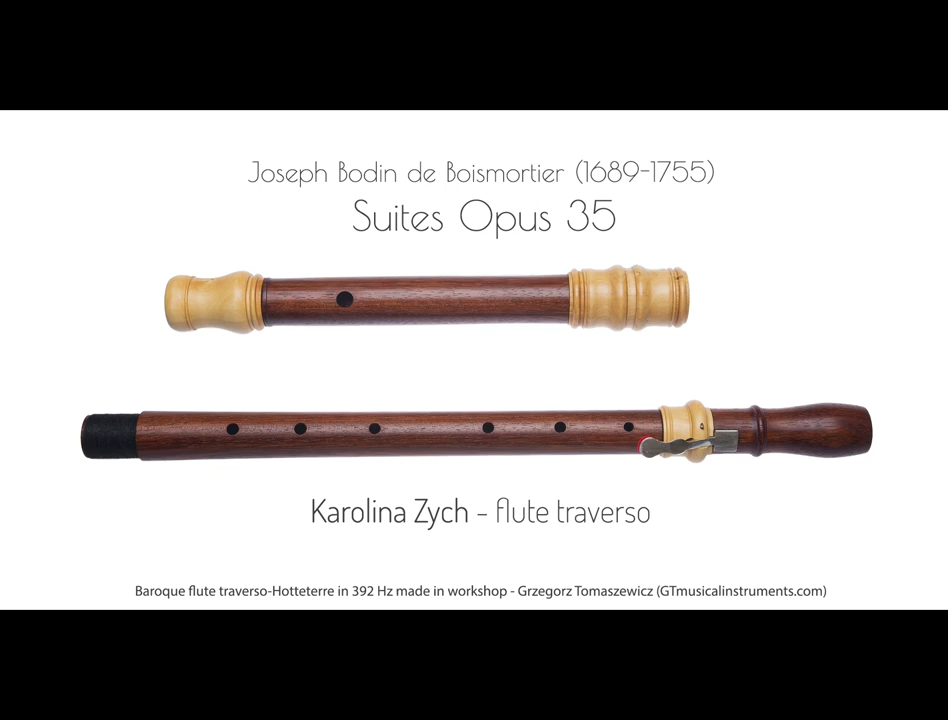 Joseph Bodin de Boismortier (1689-1755)
Suites Opus 35
Karolina Zych - flute traverso
Baroque flute traverso-Hotteterre in 392 Hz made in workshop - Grzegorz Tomaszewicz (GTmusicalinstruments.com)